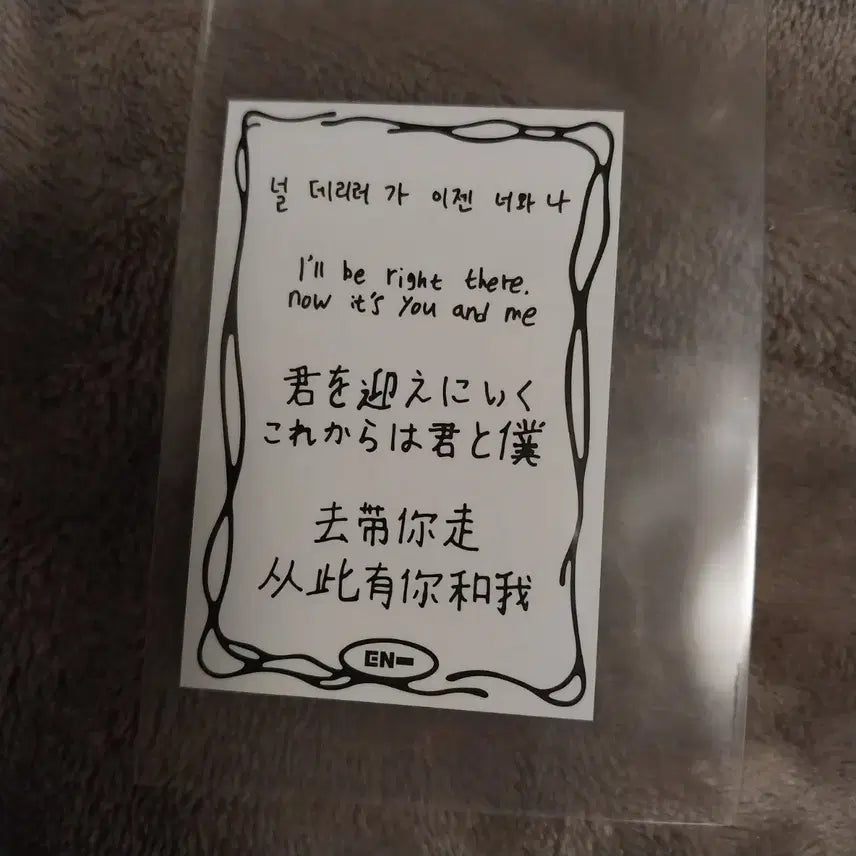 널 데리러 가 이젠 너와 나
I'll be right there.
now it's you and me
君を迎えにいく
これからは君と僕
去带你走
从此有你和我
EN-